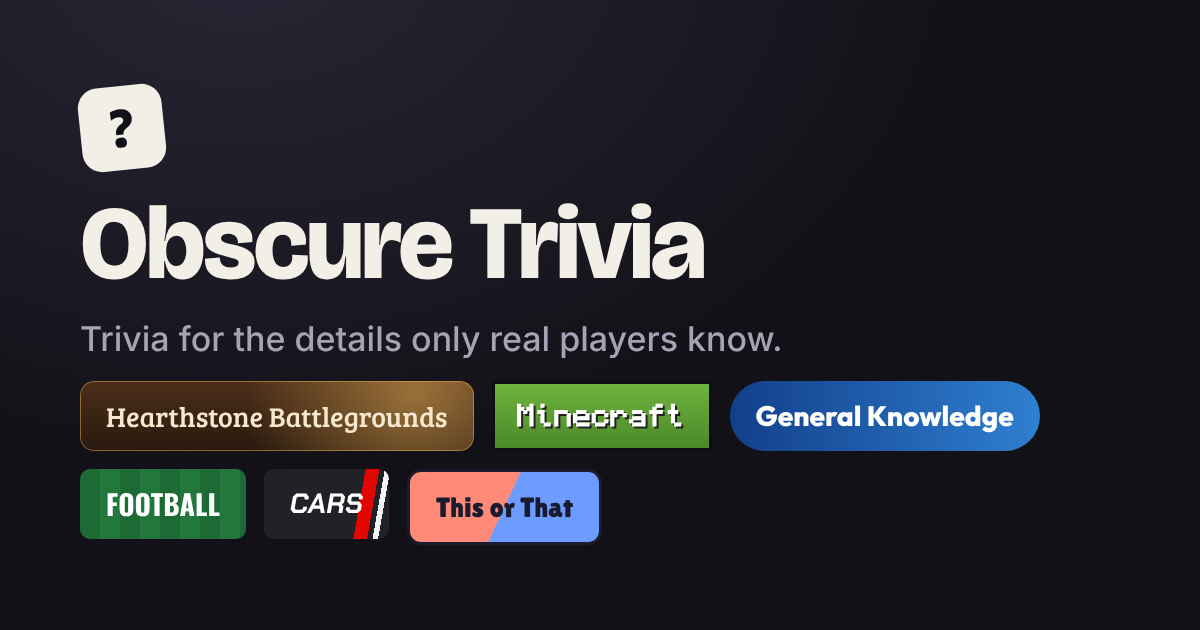 ?
Obscure Trivia
Trivia for the details only real players know.
Hearthstone Battlegrounds
Minecraft
General Knowledge
FOOTBALL
CARS
This or That